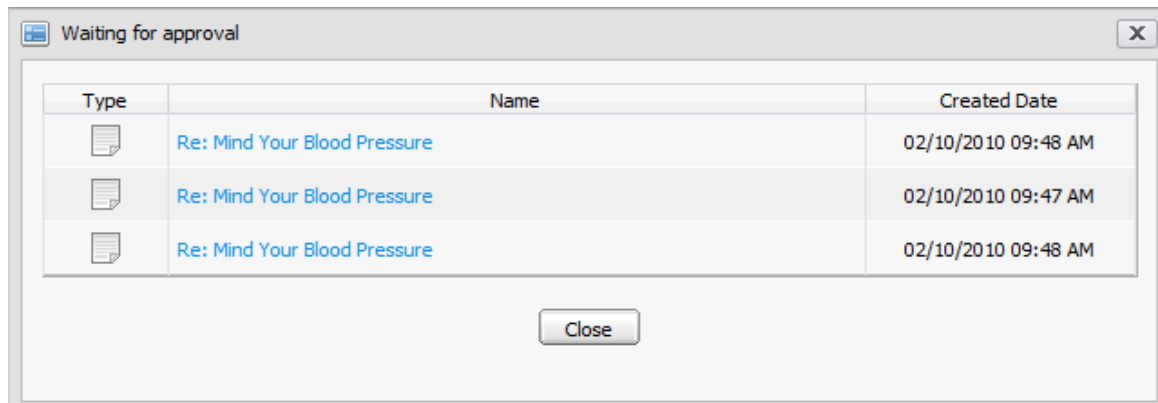 Waiting for approval
Type Name Created Date
Re: Mind Your Blood Pressure 02/10/2010 09:48 AM
Re: Mind Your Blood Pressure 02/10/2010 09:47 AM
Re: Mind Your Blood Pressure 02/10/2010 09:48 AM
Close